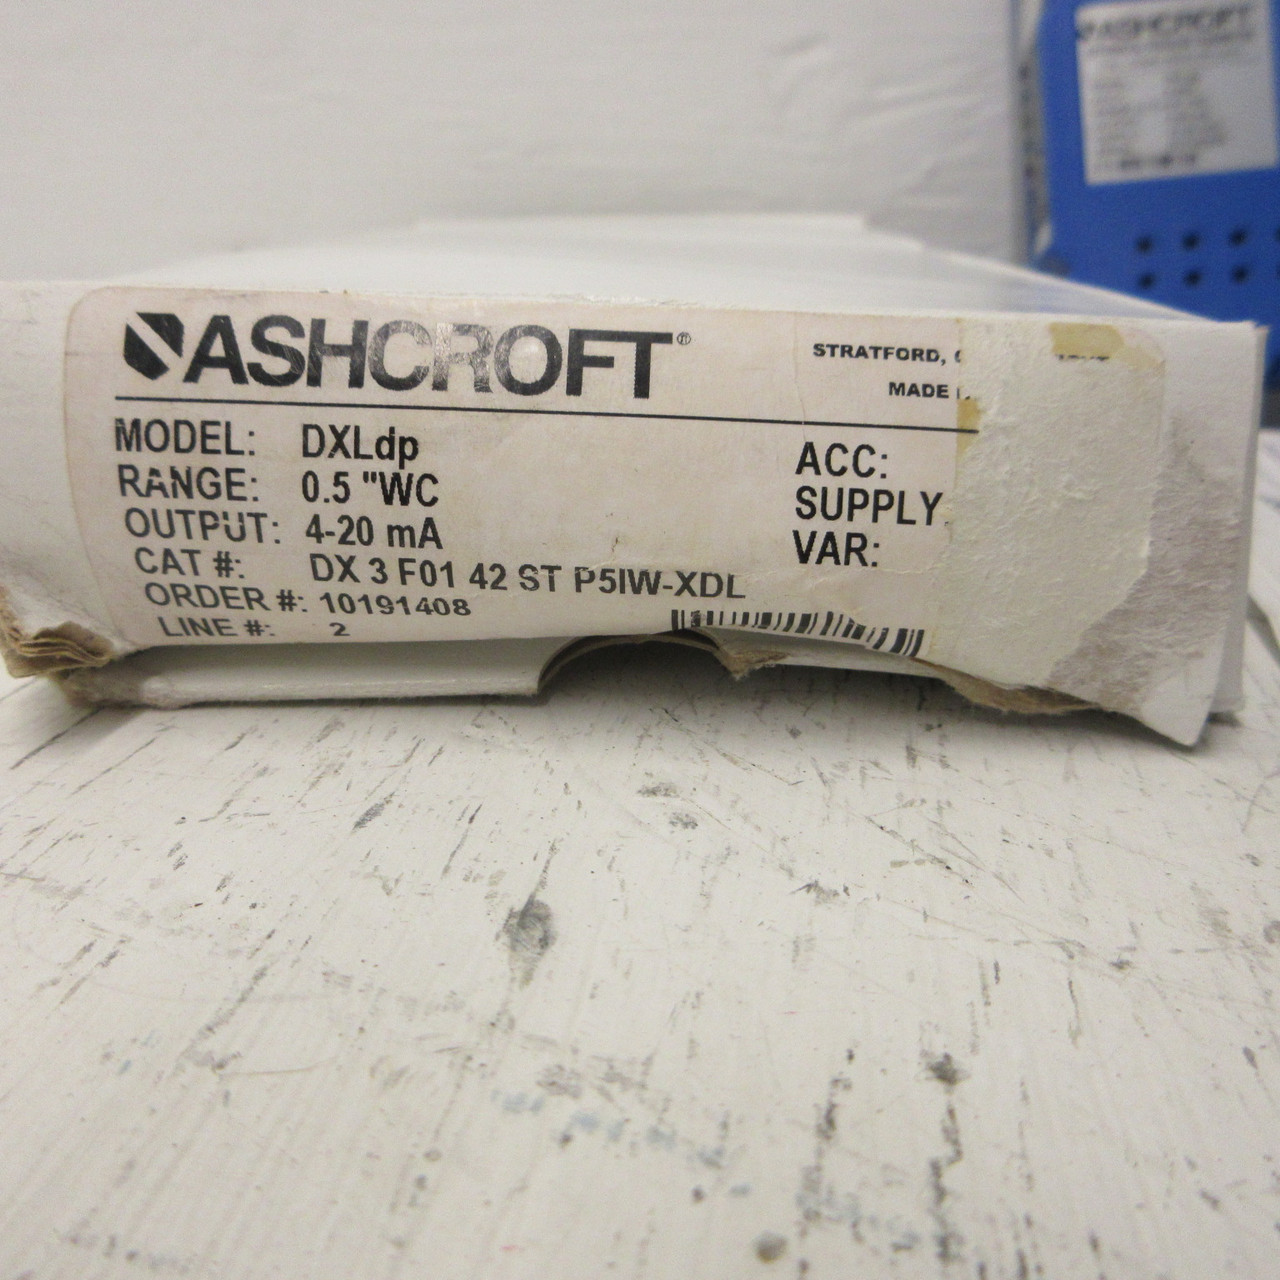 ASHCROFT®
STRATFORD,
MADE
MODEL: DXLdp
RANGE: 0.5 "WC
OUTPUT: 4-20 mA
CAT #: DX 3 F01 42 ST P5IW-XDL
ORDER #: 10191408
LINE #: 2
ACC:
SUPPLY
VAR:
ASHCROFT